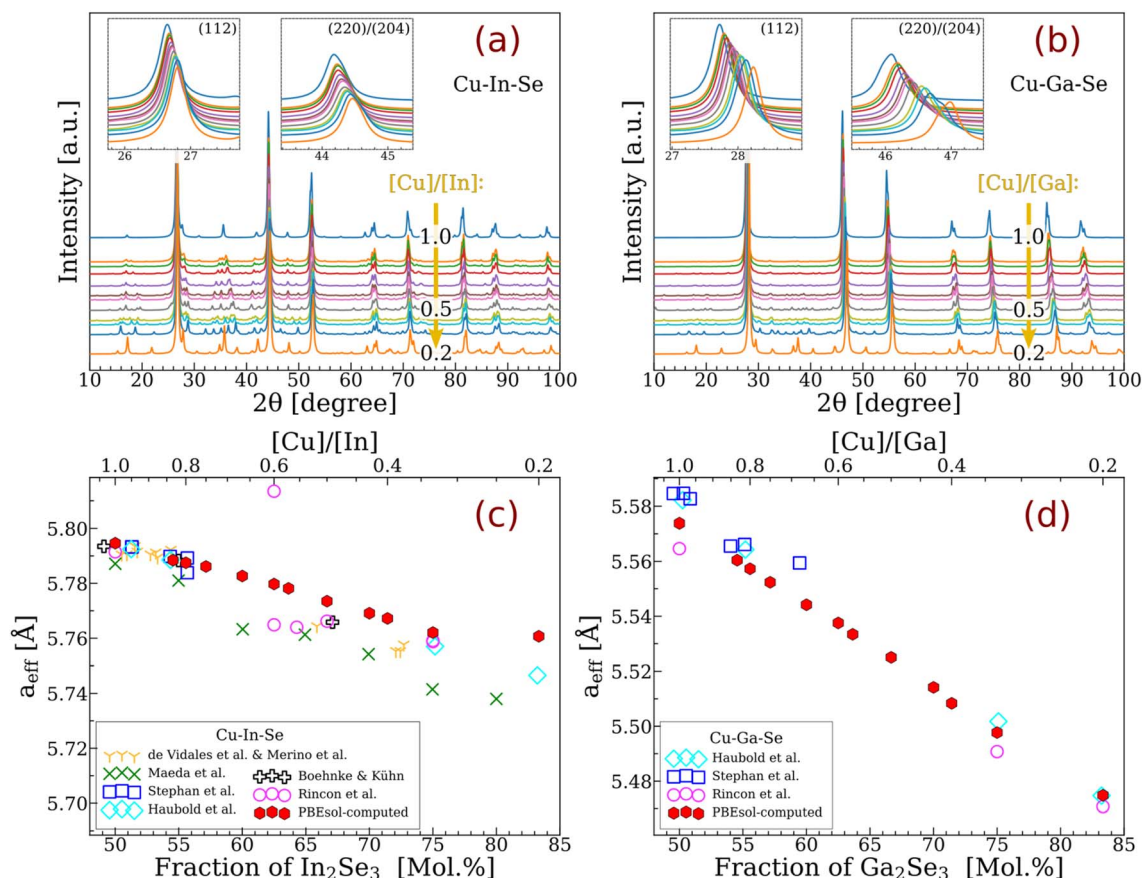 (112)
(220)/(204)
(a)
Cu-In-Se
26 27
44 45
Intensity [a.u.]
[Cu]/[In]:
1.0
0.5
0.2
10 20 30 40 50 60 70 80 90 100
2θ [degree]
(112)
(220)/(204)
(b)
Cu-Ga-Se
27 28
46 47
Intensity [a.u.]
[Cu]/[Ga]:
1.0
0.5
0.2
10 20 30 40 50 60 70 80 90 100
2θ [degree]
[Cu]/[In]
1.0 0.8 0.6 0.4 0.2
(c)
a_eff [Å]
5.80
5.78
5.76
5.74
5.72
5.70
Cu-In-Se
de Vidales et al. & Merino et al.
Maeda et al.
Boehnke & Kühn
Stephan et al.
Rincon et al.
Haubold et al.
PBEsol-computed
50 55 60 65 70 75 80 85
Fraction of In₂Se₃ [Mol.%]
[Cu]/[Ga]
1.0 0.8 0.6 0.4 0.2
(d)
a_eff [Å]
5.58
5.56
5.54
5.52
5.50
5.48
Cu-Ga-Se
Haubold et al.
Stephan et al.
Rincon et al.
PBEsol-computed
50 55 60 65 70 75 80 85
Fraction of Ga₂Se₃ [Mol.%]